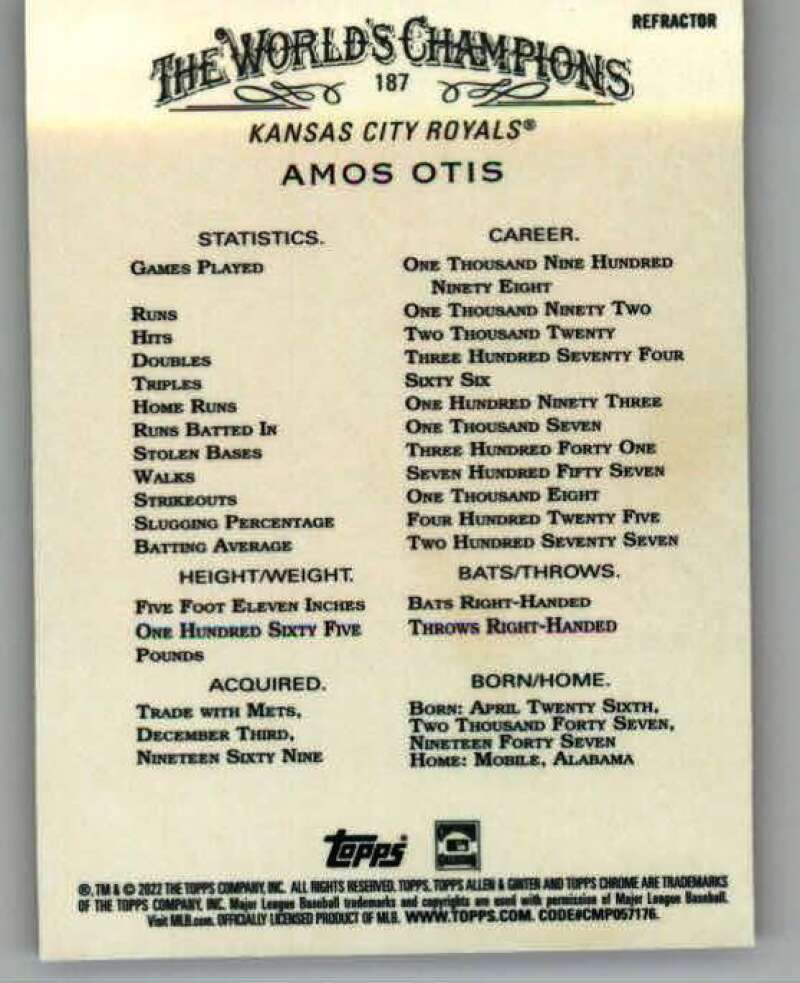 REFRACTOR
THE WORLD'S CHAMPIONS
187
KANSAS CITY ROYALS®
AMOS OTIS
STATISTICS. CAREER.
GAMES PLAYED ONE THOUSAND NINE HUNDRED
NINETY EIGHT
RUNS ONE THOUSAND NINETY TWO
HITS TWO THOUSAND TWENTY
DOUBLES THREE HUNDRED SEVENTY FOUR
TRIPLES SIXTY SIX
HOME RUNS ONE HUNDRED NINETY THREE
RUNS BATTED IN ONE THOUSAND SEVEN
STOLEN BASES THREE HUNDRED FORTY ONE
WALKS SEVEN HUNDRED FIFTY SEVEN
STRIKEOUTS ONE THOUSAND EIGHT
SLUGGING PERCENTAGE FOUR HUNDRED TWENTY FIVE
BATTING AVERAGE TWO HUNDRED SEVENTY SEVEN
HEIGHT/WEIGHT. BATS/THROWS.
FIVE FOOT ELEVEN INCHES BATS RIGHT-HANDED
ONE HUNDRED SIXTY FIVE THROWS RIGHT-HANDED
POUNDS
ACQUIRED. BORN/HOME.
TRADE WITH METS, BORN: APRIL TWENTY SIXTH,
DECEMBER THIRD, TWO THOUSAND FORTY SEVEN,
NINETEEN FORTY SEVEN
NINETEEN SIXTY NINE HOME: MOBILE, ALABAMA
Topps
®, TM & © 2022 THE TOPPS COMPANY, INC. ALL RIGHTS RESERVED. TOPPS, TOPPS ALLEN & GINTER AND TOPPS CHROME ARE TRADEMARKS
OF THE TOPPS COMPANY, INC. Major League Baseball trademarks and copyrights are used with permission of Major League Baseball.
Visit MLB.com. OFFICIALLY LICENSED PRODUCT OF MLB. WWW.TOPPS.COM. CODE#CMP057176.